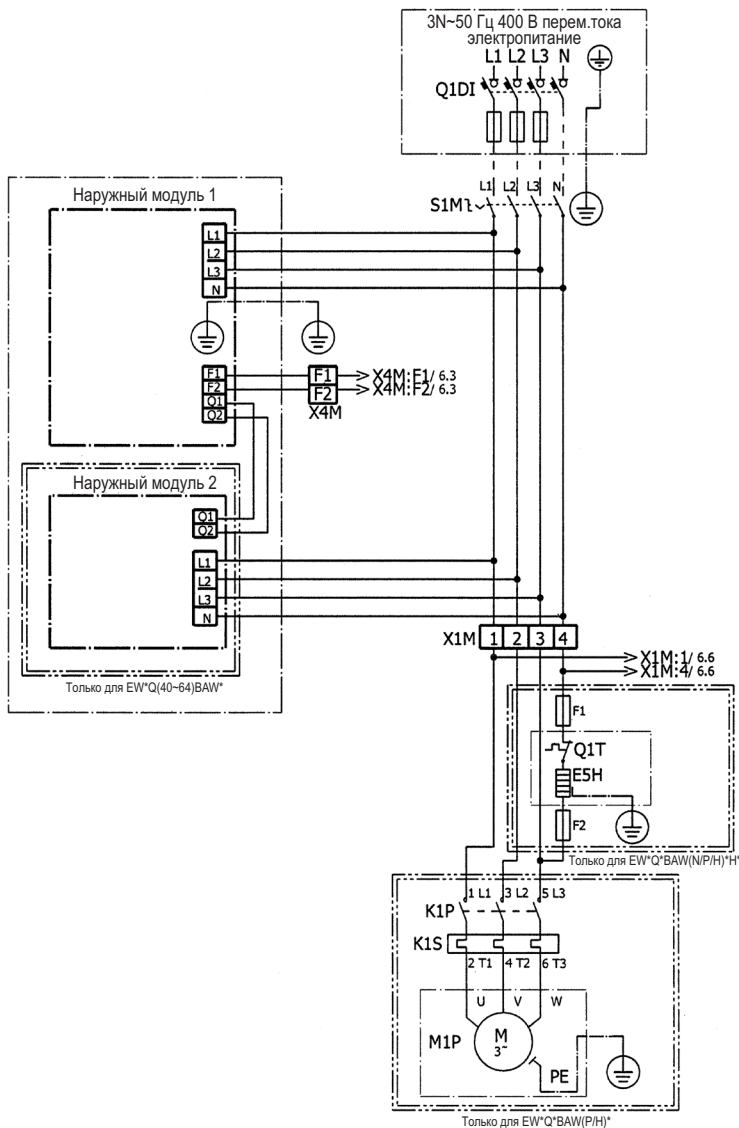 3N~50 Гц 400 В перем.тока
электропитание
L1 L2 L3 N
Q1DI
L1 L2 L3 N
S1M
Наружный модуль 1
L1
L2
L3
N
F1
F2
Q1
Q2
F1
F2
X4M
X4M:F1/ 6.3
X4M:F2/ 6.3
Наружный модуль 2
Q1
Q2
L1
L2
L3
N
Только для EW*Q(40~64)BAW*
X1M 1 2 3 4
X1M:1/ 6.6
X1M:4/ 6.6
F1
Q1T
E5H
F2
Только для EW*Q*BAW(N/P/H)*H*
1 L1 3 L2 5 L3
K1P
K1S
2 T1 4 T2 6 T3
U V W
M1P
M
3~
PE
Только для EW*Q*BAW(P/H)*